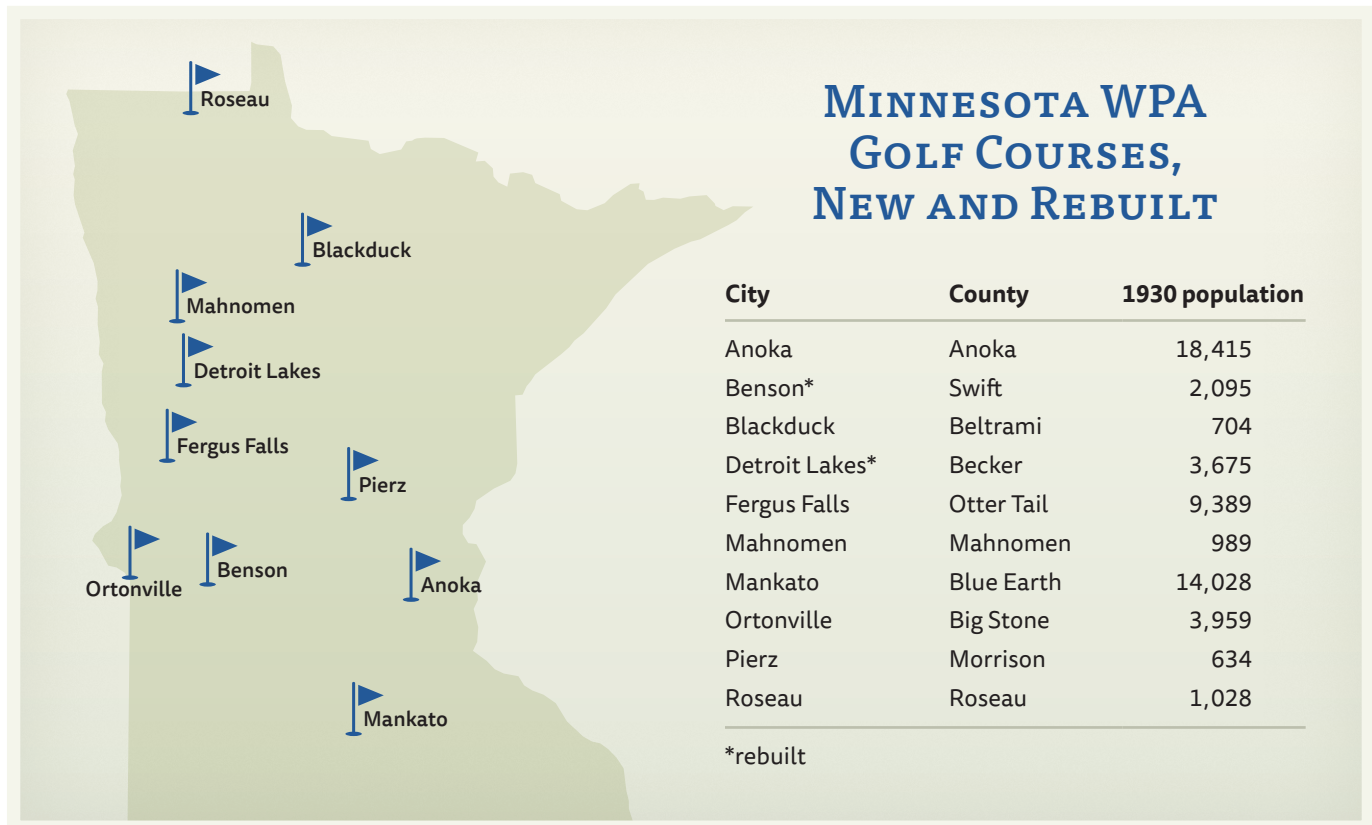 Roseau
Blackduck
Mahnomen
Detroit Lakes
Fergus Falls
Pierz
Ortonville
Benson
Anoka
Mankato
Minnesota WPA
Golf Courses,
New and Rebuilt
City County 1930 population
Anoka Anoka 18,415
Benson* Swift 2,095
Blackduck Beltrami 704
Detroit Lakes* Becker 3,675
Fergus Falls Otter Tail 9,389
Mahnomen Mahnomen 989
Mankato Blue Earth 14,028
Ortonville Big Stone 3,959
Pierz Morrison 634
Roseau Roseau 1,028
*rebuilt